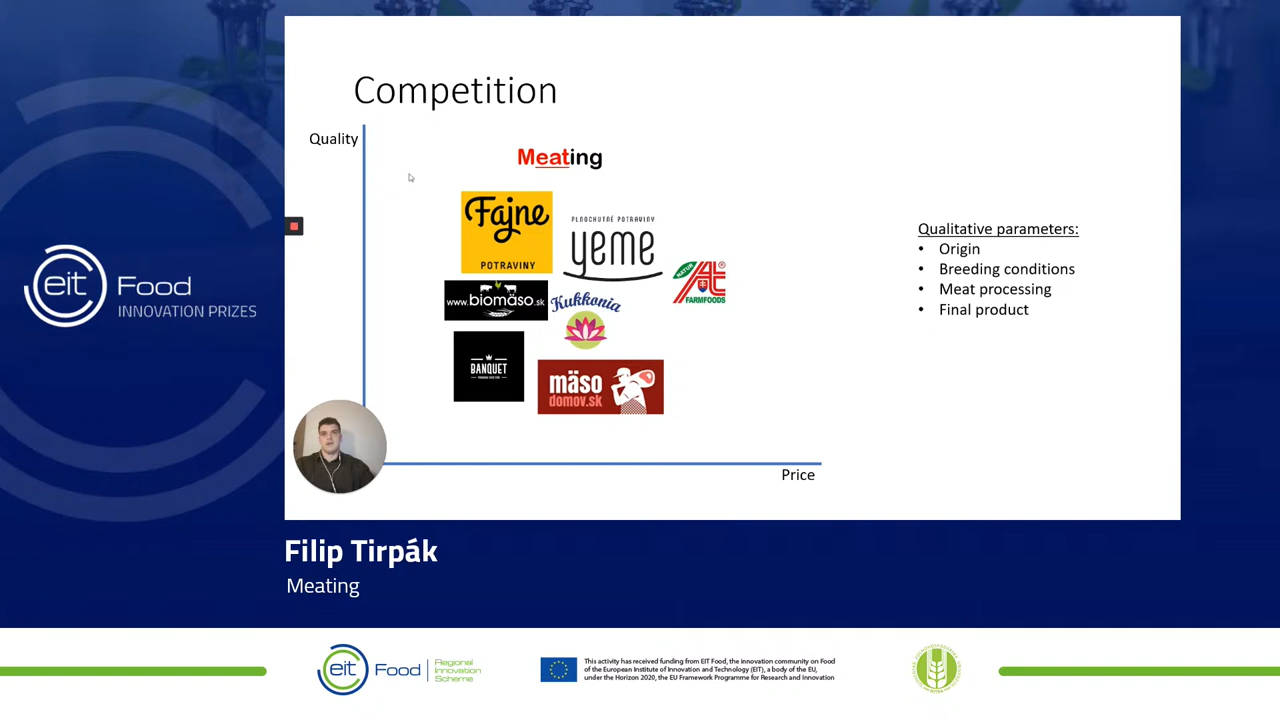 Competition
Quality
Meating
Fajne
POTRAVINY
PLNOCHUTNÉ POTRAVINY
yeme
NATUR
FARMFOODS
www.biomäso.sk
Kukkonia
BANQUET
mäso
domov.sk
Price
Qualitative parameters:
• Origin
• Breeding conditions
• Meat processing
• Final product
eit Food
INNOVATION PRIZES
Filip Tirpák
Meating
eit Food
Regional
Innovation
Scheme
This activity has received funding from EIT Food, the innovation community on Food
of the European Institute of Innovation and Technology (EIT), a body of the EU,
under the Horizon 2020, the EU Framework Programme for Research and Innovation